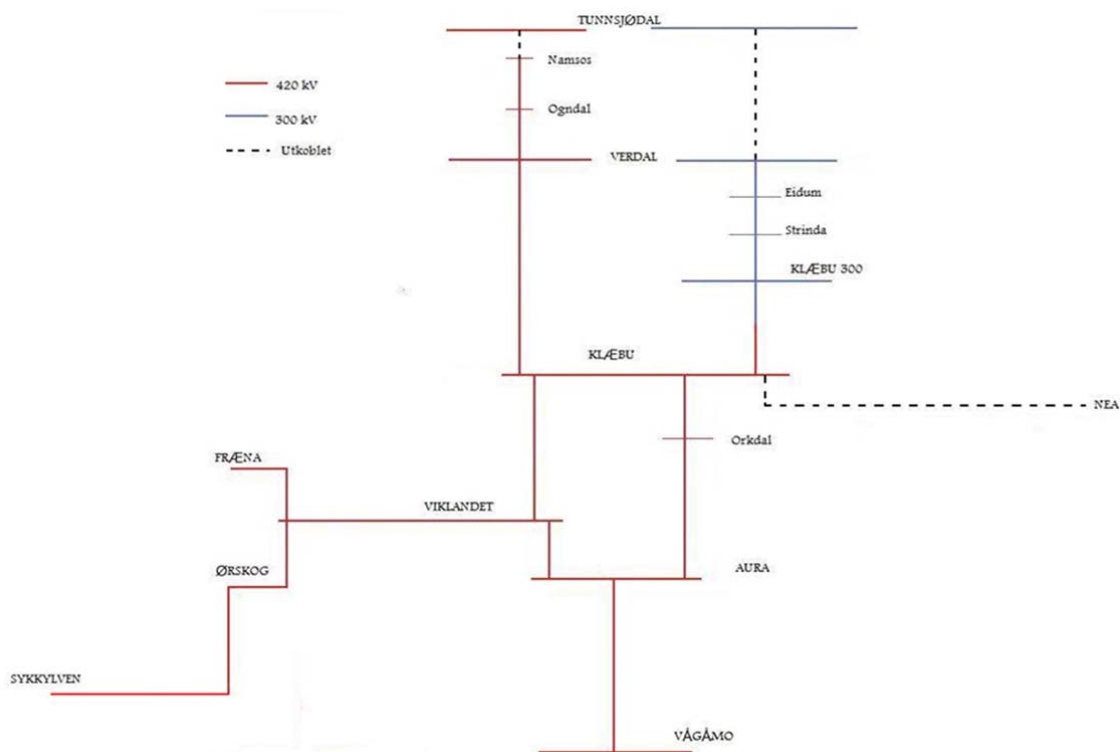 TUNNSJØDAL
Namsos
420 kV
Ogndal
300 kV
Utkoblet
VERDAL
Eidum
Strinda
KLÆBU 300
KLÆBU
NEA
Orkdal
FRÆNA
VIKLANDET
ØRSKOG
AURA
SYKKYLVEN
VÅGÅMO